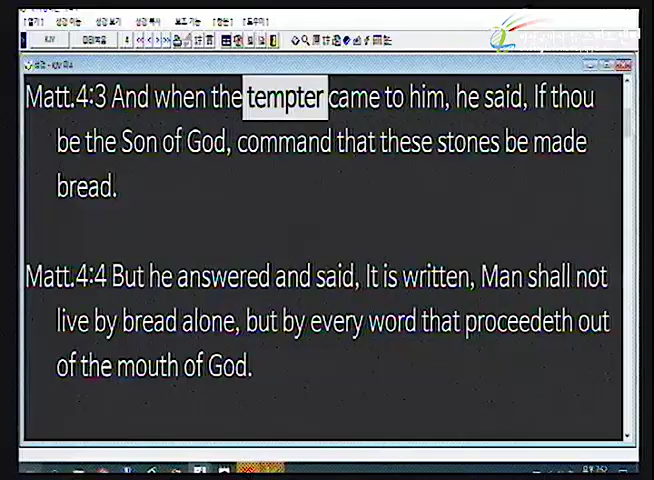 KJV
Matt.4:3 And when the tempter came to him, he said, If thou
be the Son of God, command that these stones be made
bread.
Matt.4:4 But he answered and said, It is written, Man shall not
live by bread alone, but by every word that proceedeth out
of the mouth of God.